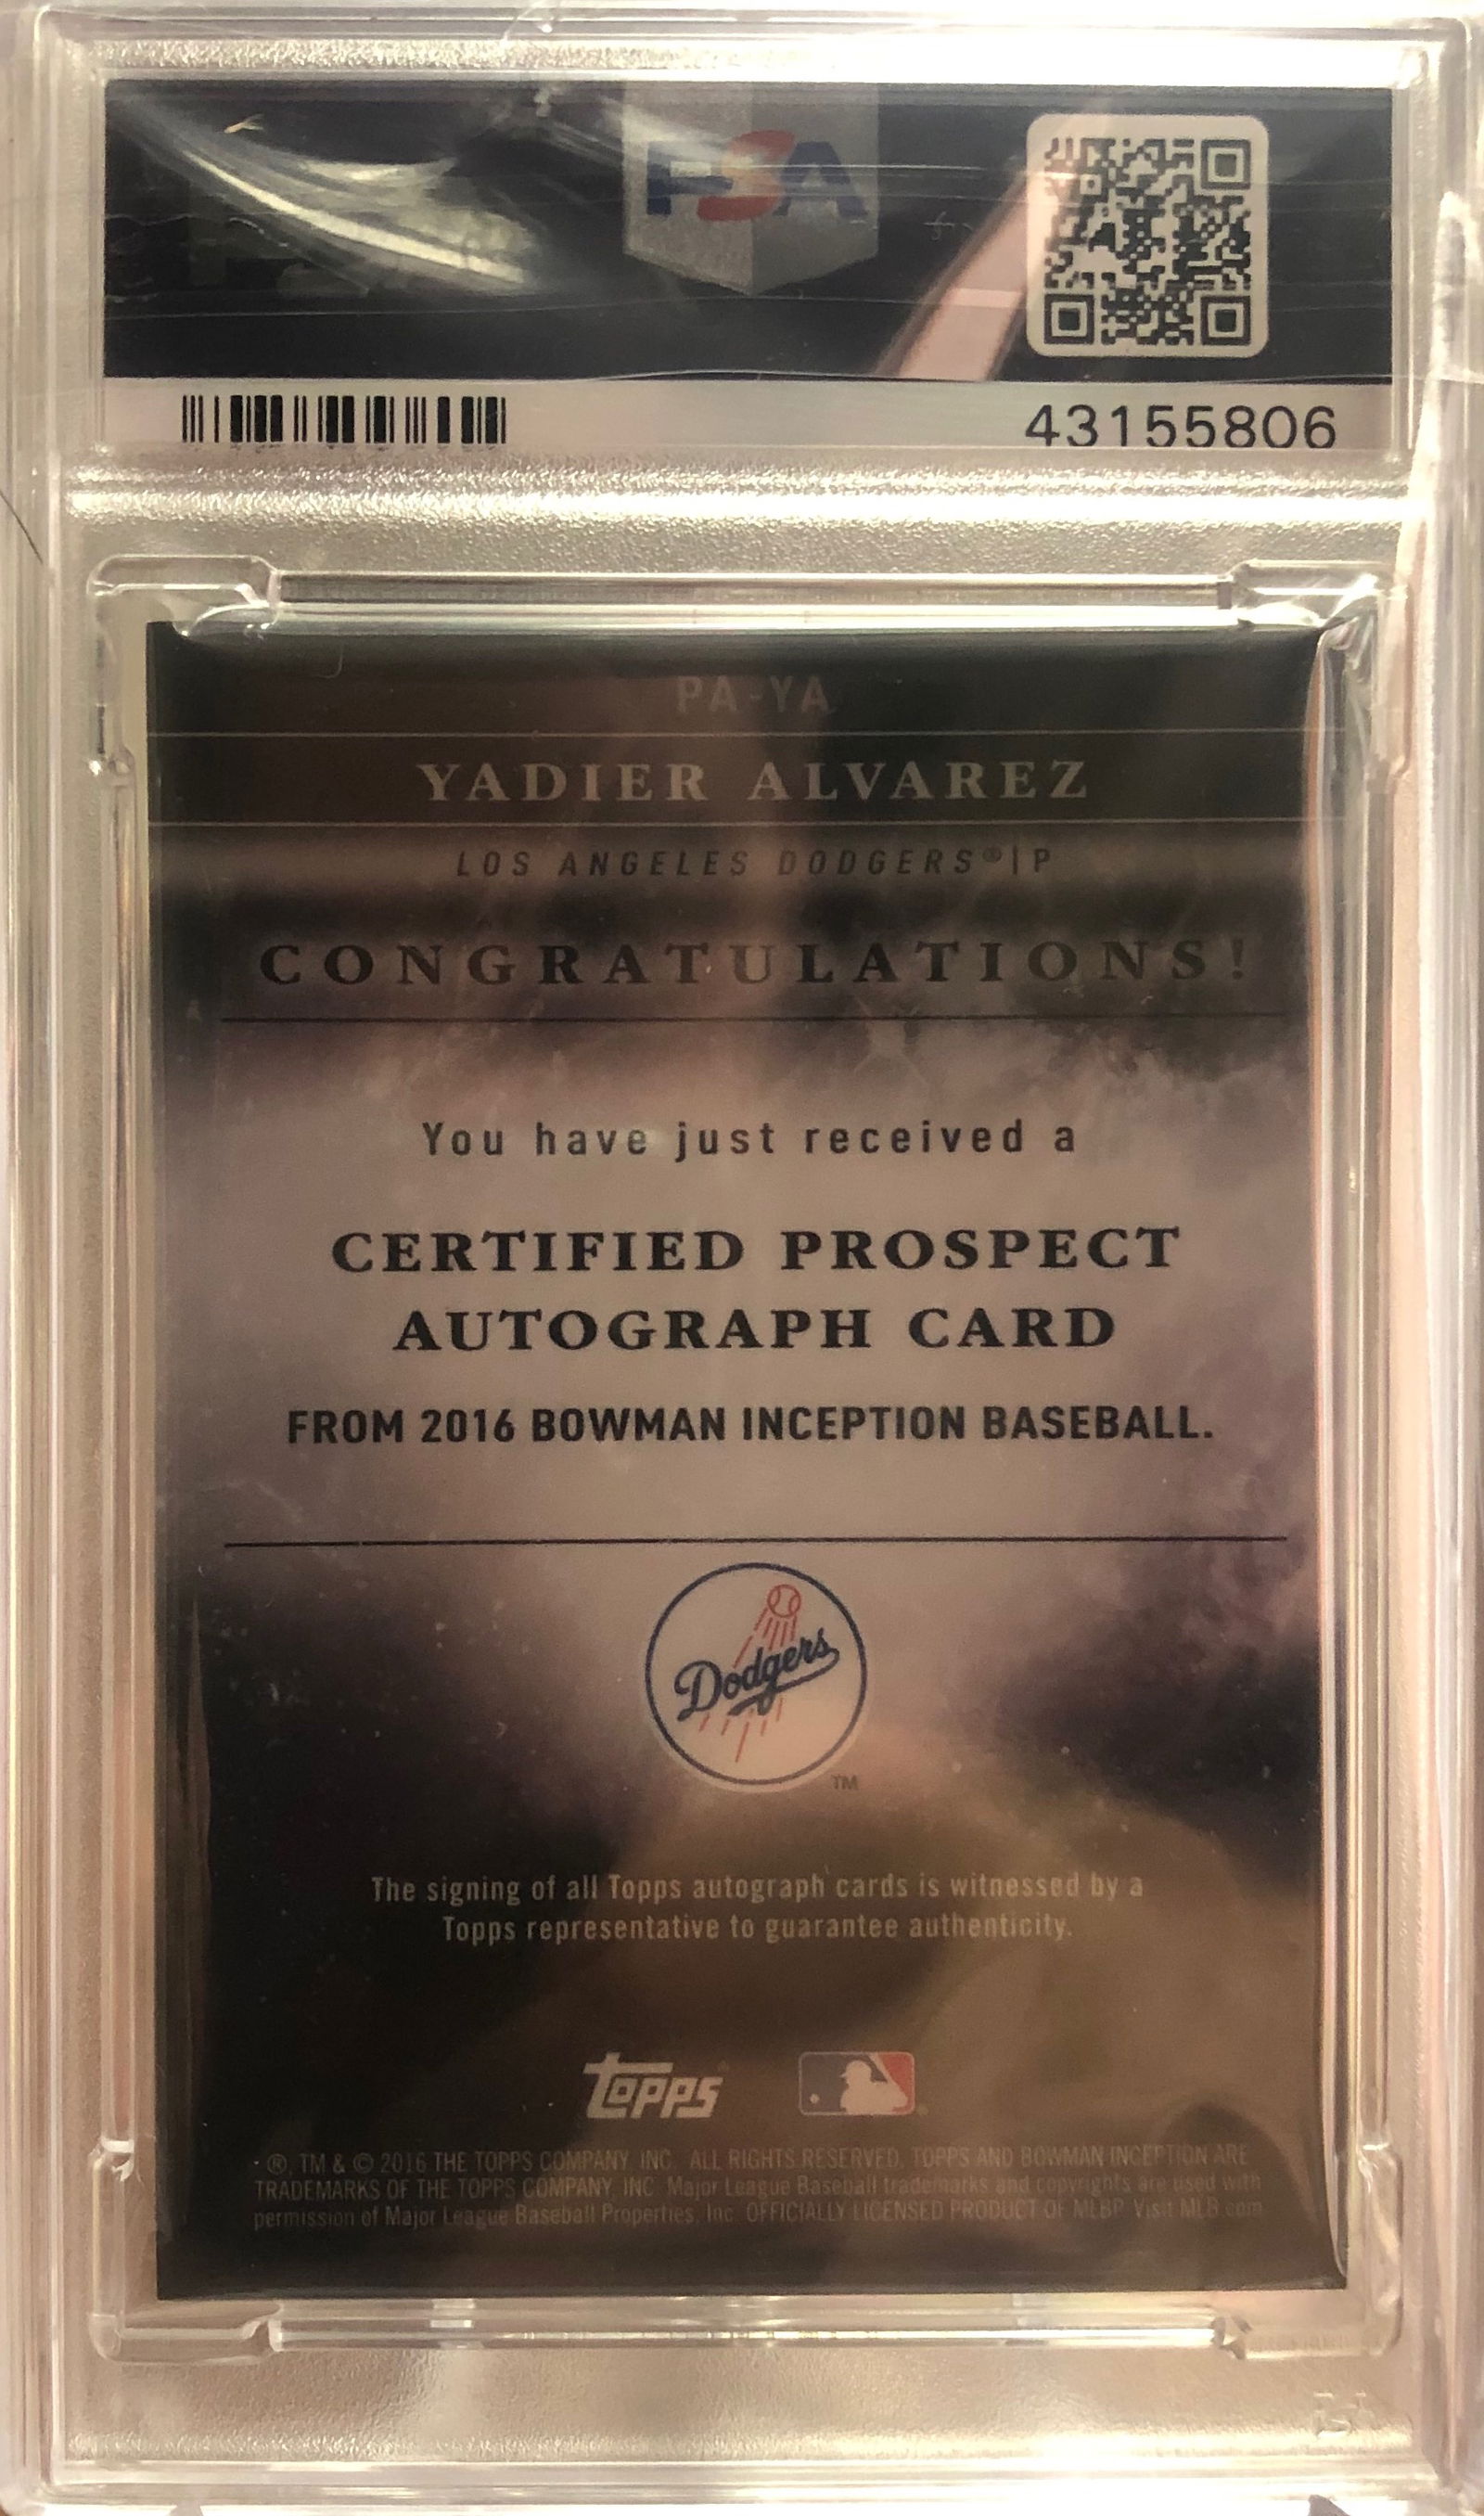 PSA
43155806
PA-YA
YADIER ALVAREZ
LOS ANGELES DODGERS®|P
CONGRATULATIONS!
You have just received a
CERTIFIED PROSPECT
AUTOGRAPH CARD
FROM 2016 BOWMAN INCEPTION BASEBALL.
Dodgers
TM
The signing of all Topps autograph cards is witnessed by a
Topps representative to guarantee authenticity.
Topps
®, TM & © 2016 THE TOPPS COMPANY, INC. ALL RIGHTS RESERVED. TOPPS AND BOWMAN INCEPTION ARE
TRADEMARKS OF THE TOPPS COMPANY, INC. Major League Baseball trademarks and copyrights are used with
permission of Major League Baseball Properties, Inc. OFFICIALLY LICENSED PRODUCT OF MLBP Visit MLB.com